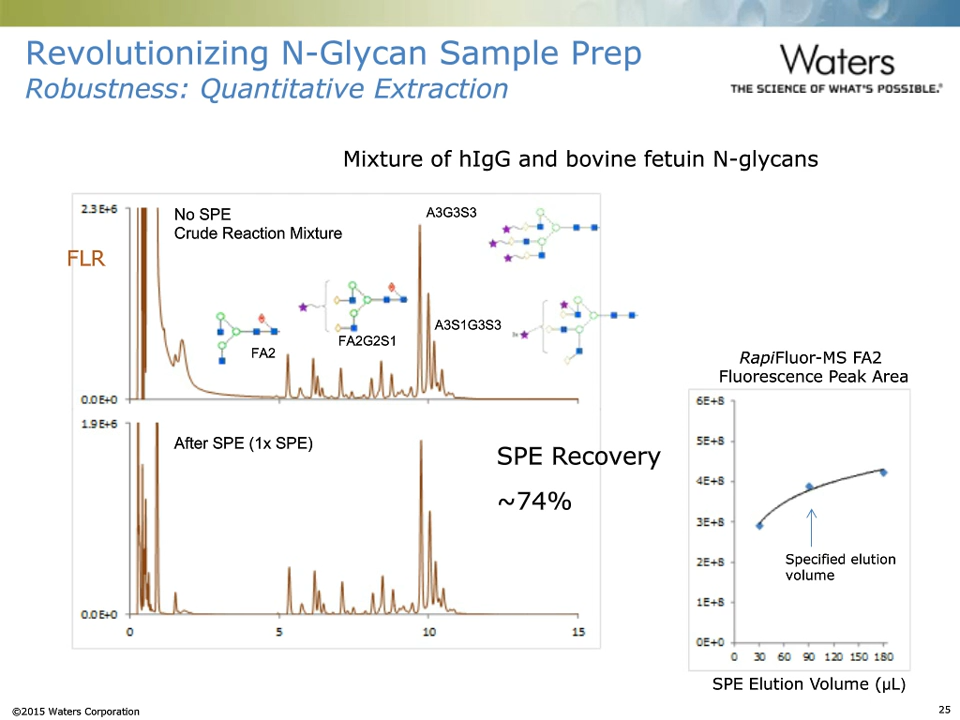 Revolutionizing N-Glycan Sample Prep
Robustness: Quantitative Extraction
Waters
THE SCIENCE OF WHAT'S POSSIBLE.®
Mixture of hIgG and bovine fetuin N-glycans
2.3E+6
No SPE
Crude Reaction Mixture
A3G3S3
FLR
FA2
FA2G2S1
A3S1G3S3
0.0E+0
1.9E+6
After SPE (1x SPE)
SPE Recovery
~74%
0.0E+0
0 5 10 15
RapiFluor-MS FA2
Fluorescence Peak Area
6E+8
5E+8
4E+8
3E+8
2E+8
1E+8
0E+0
Specified elution
volume
0 30 60 90 120 150 180
SPE Elution Volume (µL)
©2015 Waters Corporation
25